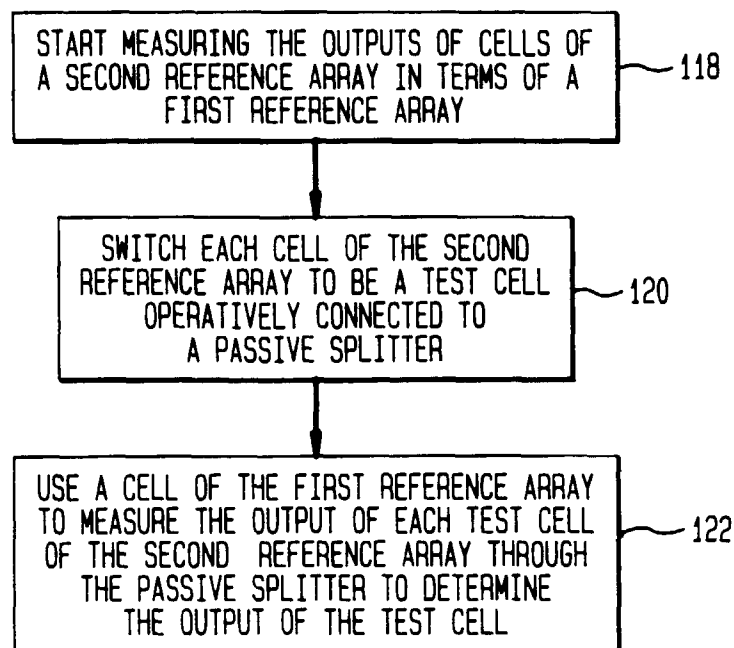 START MEASURING THE OUTPUTS OF CELLS OF
A SECOND REFERENCE ARRAY IN TERMS OF A
FIRST REFERENCE ARRAY
118
SWITCH EACH CELL OF THE SECOND
REFERENCE ARRAY TO BE A TEST CELL
OPERATIVELY CONNECTED TO
A PASSIVE SPLITTER
120
USE A CELL OF THE FIRST REFERENCE ARRAY
TO MEASURE THE OUTPUT OF EACH TEST CELL
OF THE SECOND REFERENCE ARRAY THROUGH
THE PASSIVE SPLITTER TO DETERMINE
THE OUTPUT OF THE TEST CELL
122